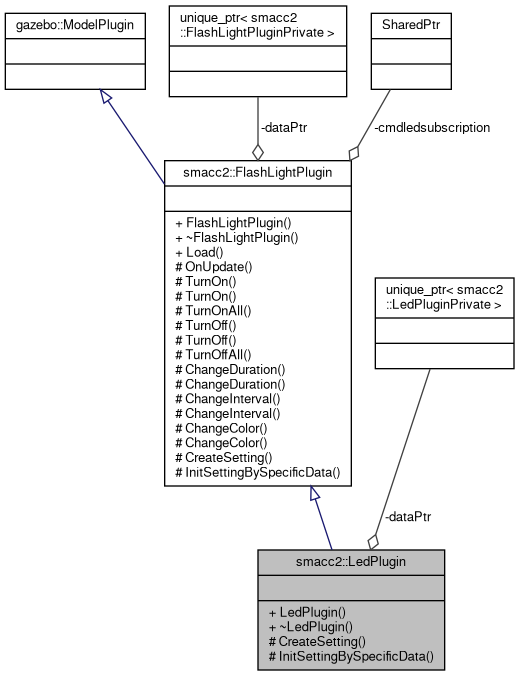 gazebo::ModelPlugin
unique_ptr< smacc2
::FlashLightPluginPrivate >
SharedPtr
-dataPtr
-cmdledsubscription
smacc2::FlashLightPlugin
+ FlashLightPlugin()
+ ~FlashLightPlugin()
+ Load()
# OnUpdate()
# TurnOn()
# TurnOn()
# TurnOnAll()
# TurnOff()
# TurnOff()
# TurnOffAll()
# ChangeDuration()
# ChangeDuration()
# ChangeInterval()
# ChangeInterval()
# ChangeColor()
# ChangeColor()
# CreateSetting()
# InitSettingBySpecificData()
unique_ptr< smacc2
::LedPluginPrivate >
-dataPtr
smacc2::LedPlugin
+ LedPlugin()
+ ~LedPlugin()
# CreateSetting()
# InitSettingBySpecificData()